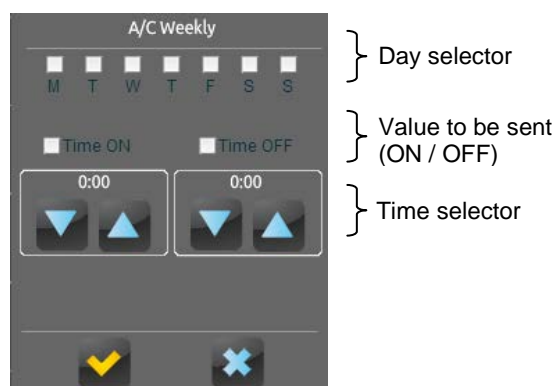 A/C Weekly
Day selector
M T W T F S S
Value to be sent
(ON / OFF)
Time ON Time OFF
0:00 0:00
Time selector